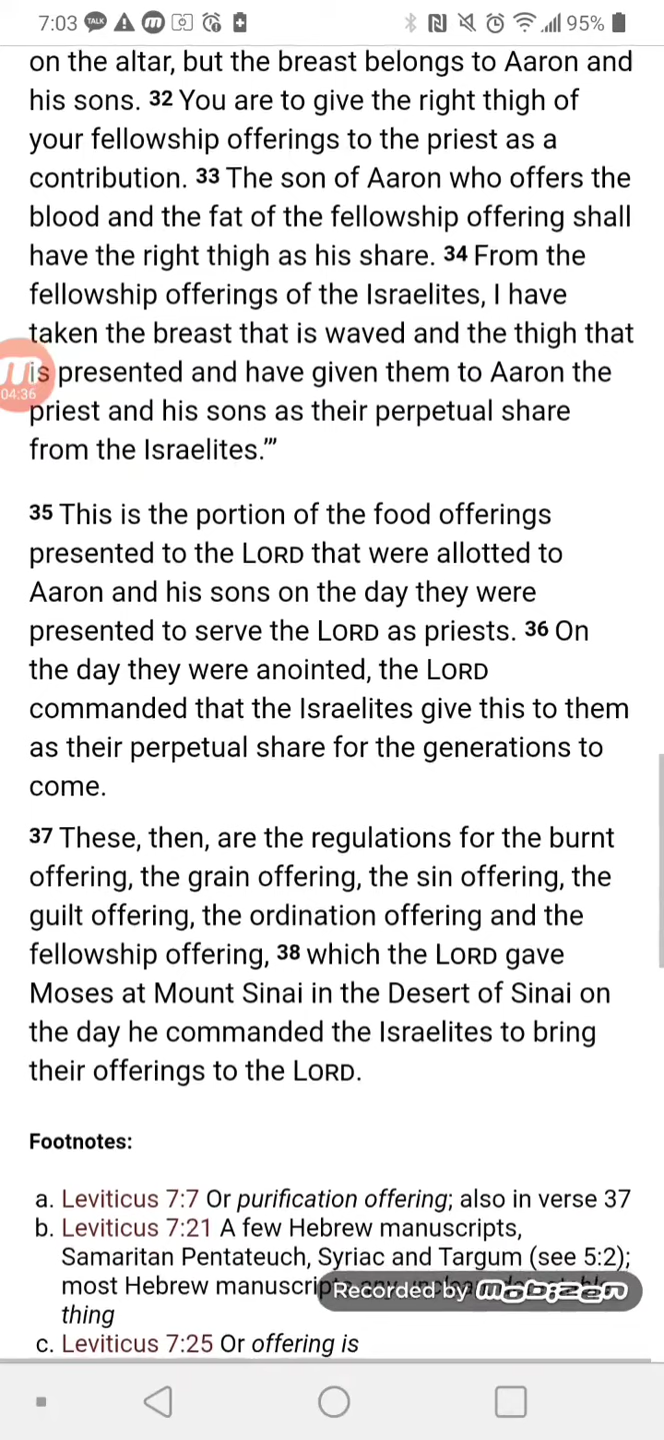 7:03 TALK 95%
on the altar, but the breast belongs to Aaron and
his sons. 32 You are to give the right thigh of
your fellowship offerings to the priest as a
contribution. 33 The son of Aaron who offers the
blood and the fat of the fellowship offering shall
have the right thigh as his share. 34 From the
fellowship offerings of the Israelites, I have
taken the breast that is waved and the thigh that
is presented and have given them to Aaron the
04:36
priest and his sons as their perpetual share
from the Israelites.’”
35 This is the portion of the food offerings
presented to the LORD that were allotted to
Aaron and his sons on the day they were
presented to serve the LORD as priests. 36 On
the day they were anointed, the LORD
commanded that the Israelites give this to them
as their perpetual share for the generations to
come.
37 These, then, are the regulations for the burnt
offering, the grain offering, the sin offering, the
guilt offering, the ordination offering and the
fellowship offering, 38 which the LORD gave
Moses at Mount Sinai in the Desert of Sinai on
the day he commanded the Israelites to bring
their offerings to the LORD.
Footnotes:
a. Leviticus 7:7 Or purification offering; also in verse 37
b. Leviticus 7:21 A few Hebrew manuscripts,
Samaritan Pentateuch, Syriac and Targum (see 5:2);
most Hebrew
Recorded by mobizen
thing
c. Leviticus 7:25 Or offering is